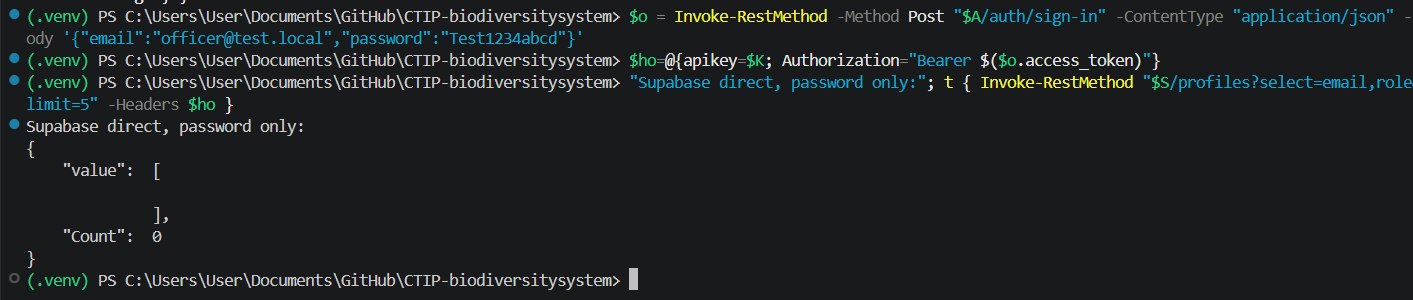 (.venv) PS C:\Users\User\Documents\GitHub\CTIP-biodiversitysystem> $o = Invoke-RestMethod -Method Post "$A/auth/sign-in" -ContentType "application/json" -
ody '{"email":"officer@test.local","password":"Test1234abcd"}'
(.venv) PS C:\Users\User\Documents\GitHub\CTIP-biodiversitysystem> $ho=@{apikey=$K; Authorization="Bearer $($o.access_token)"}
(.venv) PS C:\Users\User\Documents\GitHub\CTIP-biodiversitysystem> "Supabase direct, password only:"; t { Invoke-RestMethod "$S/profiles?select=email,role
limit=5" -Headers $ho }
Supabase direct, password only:
{
    "value":  [

              ],
    "Count":  0
}
(.venv) PS C:\Users\User\Documents\GitHub\CTIP-biodiversitysystem>